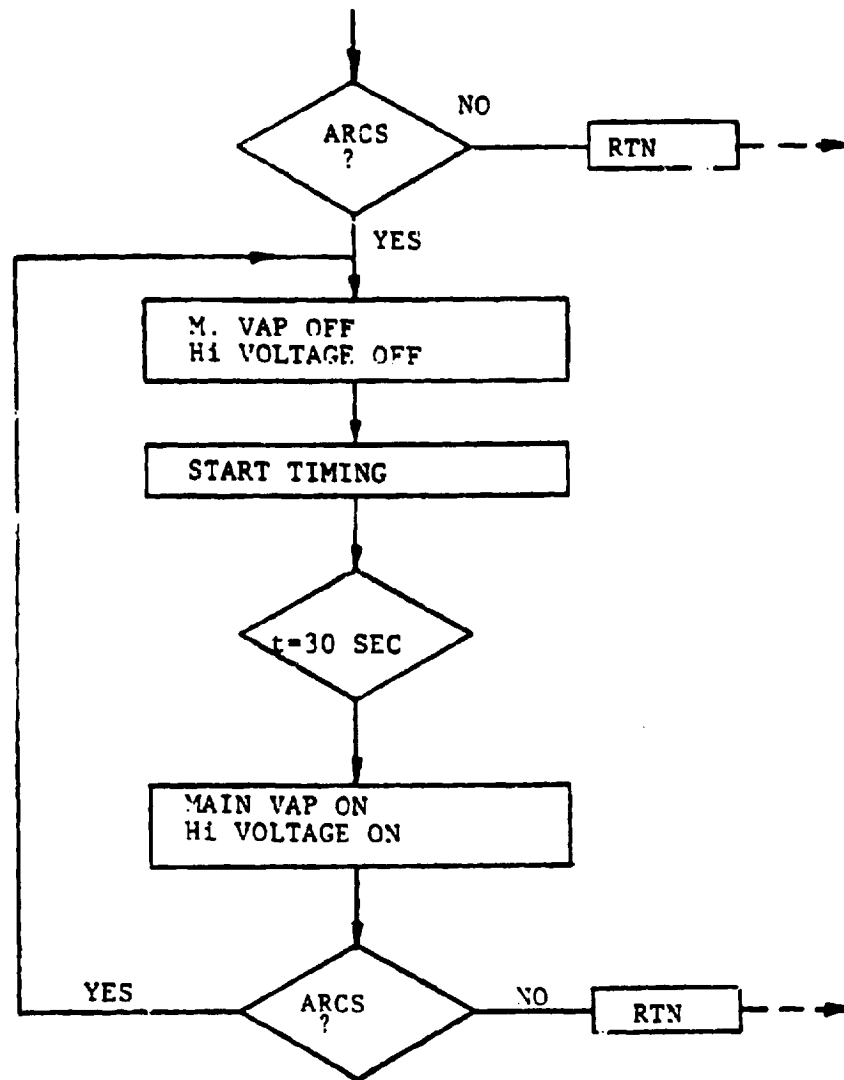 NO
ARCS
?
RTN
YES
M. VAP OFF
Hi VOLTAGE OFF
START TIMING
t=30 SEC
MAIN VAP ON
Hi VOLTAGE ON
YES
ARCS
?
NO
RTN